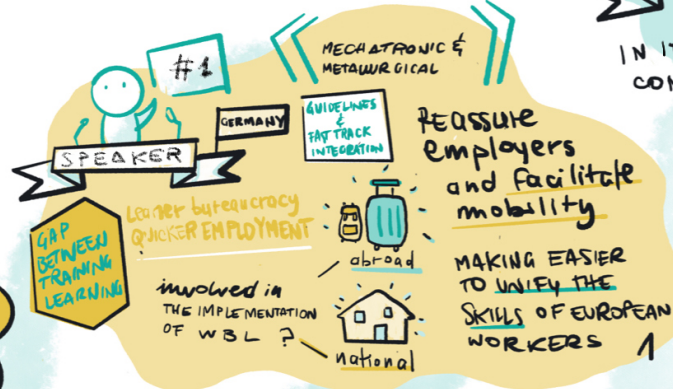 #1
MECHATRONIC &
METALLURGICAL
IN I
CON
GERMANY
GUIDELINES
&
FAST TRACK
INTEGRATION
SPEAKER
REASSURE
employers
and facilitate
mobility
GAP
BETWEEN
TRAINING
LEARNING
Leaner bureaucracy
QUICKER EMPLOYMENT
abroad
involved in
THE IMPLEMENTATION
OF WBL ?
national
MAKING EASIER
TO UNIFY THE
SKILLS OF EUROPEAN
WORKERS
1